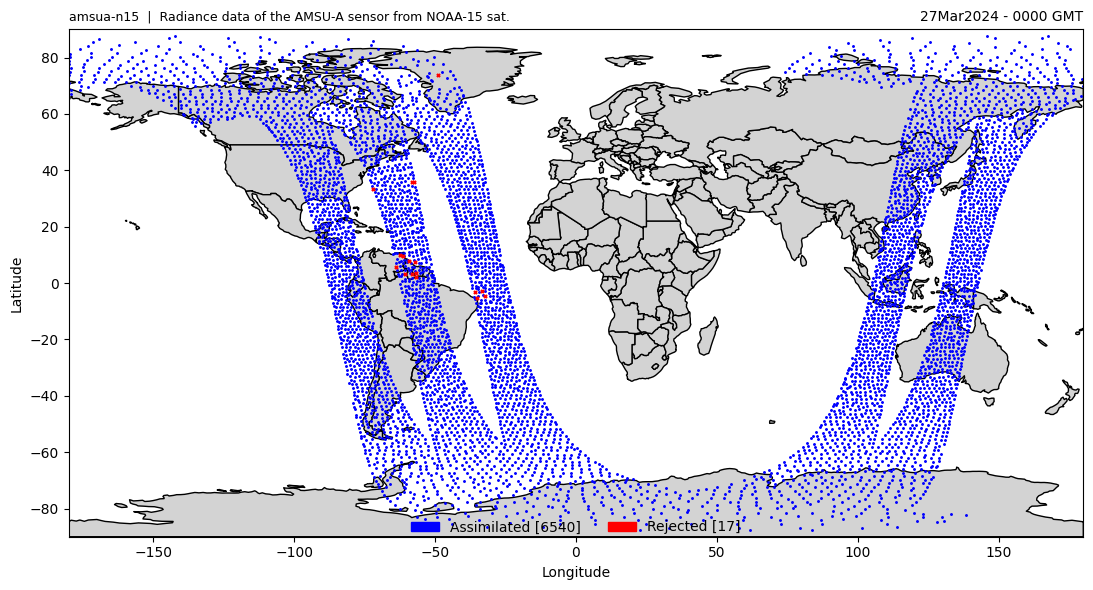 amsua-n15 | Radiance data of the AMSU-A sensor from NOAA-15 sat.
27Mar2024 - 0000 GMT
80
60
40
20
0
−20
−40
−60
−80
Latitude
Assimilated [6540]
Rejected [17]
−150
−100
−50
0
50
100
150
Longitude